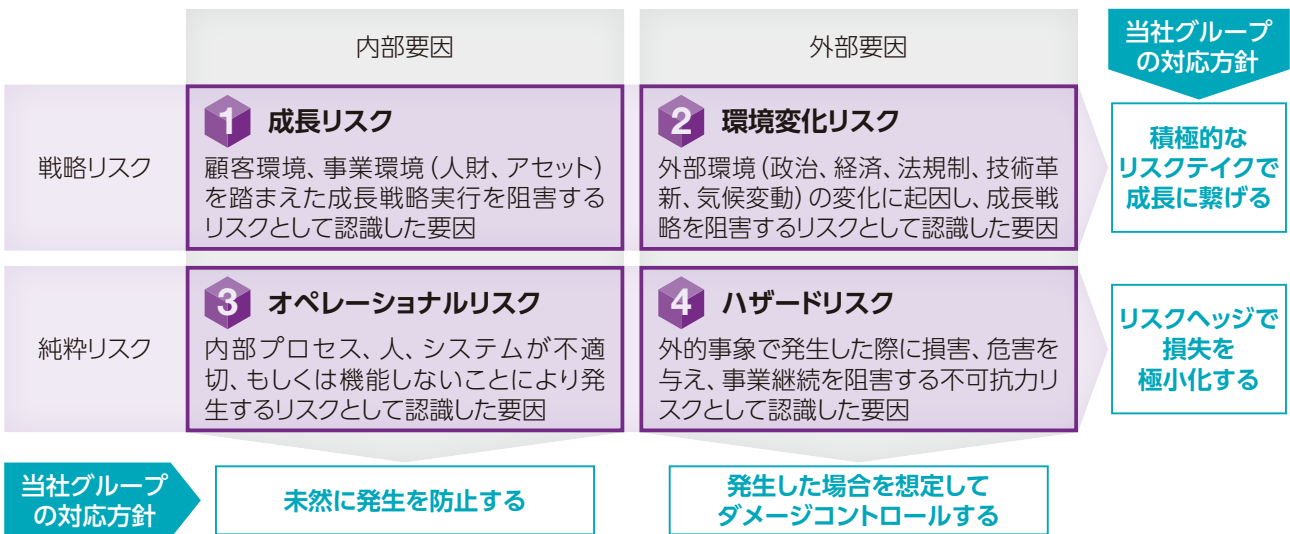 内部要因
外部要因
当社グループ
の対応方針
戦略リスク
1 成長リスク
顧客環境、事業環境（人財、アセット）
を踏まえた成長戦略実行を阻害する
リスクとして認識した要因
2 環境変化リスク
外部環境（政治、経済、法規制、技術革
新、気候変動）の変化に起因し、成長戦
略を阻害するリスクとして認識した要因
積極的な
リスクテイクで
成長に繋げる
純粋リスク
3 オペレーショナルリスク
内部プロセス、人、システムが不適
切、もしくは機能しないことにより発
生するリスクとして認識した要因
4 ハザードリスク
外的事象で発生した際に損害、危害を
与え、事業継続を阻害する不可抗力リ
スクとして認識した要因
リスクヘッジで
損失を
極小化する
当社グループ
の対応方針
未然に発生を防止する
発生した場合を想定して
ダメージコントロールする